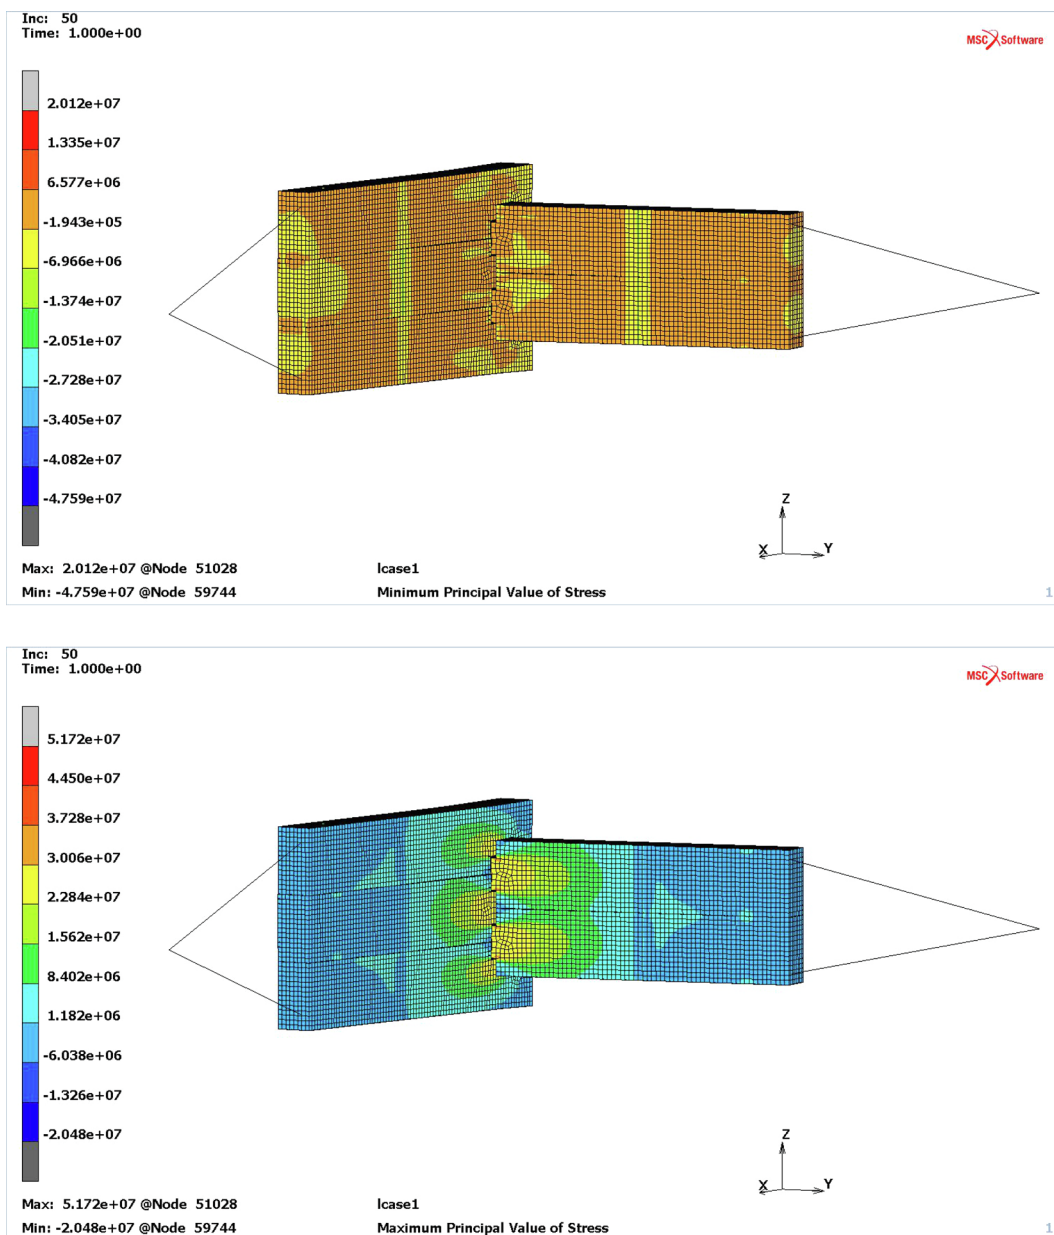 Inc: 50
Time: 1.000e+00
MSC Software
2.012e+07
1.335e+07
6.577e+06
-1.943e+05
-6.966e+06
-1.374e+07
-2.051e+07
-2.728e+07
-3.405e+07
-4.082e+07
-4.759e+07
Z
X
Y
Max: 2.012e+07 @Node 51028
lcase1
Min: -4.759e+07 @Node 59744
Minimum Principal Value of Stress
1
Inc: 50
Time: 1.000e+00
MSC Software
5.172e+07
4.450e+07
3.728e+07
3.006e+07
2.284e+07
1.562e+07
8.402e+06
1.182e+06
-6.038e+06
-1.326e+07
-2.048e+07
Z
X
Y
Max: 5.172e+07 @Node 51028
lcase1
Min: -2.048e+07 @Node 59744
Maximum Principal Value of Stress
1